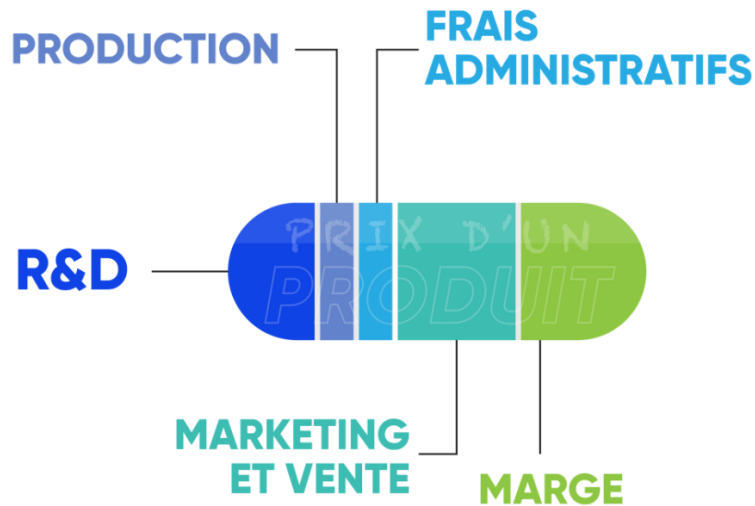 PRODUCTION
FRAIS
ADMINISTRATIFS
R&D
PRIX D'UN
PRODUIT
MARKETING
ET VENTE
MARGE